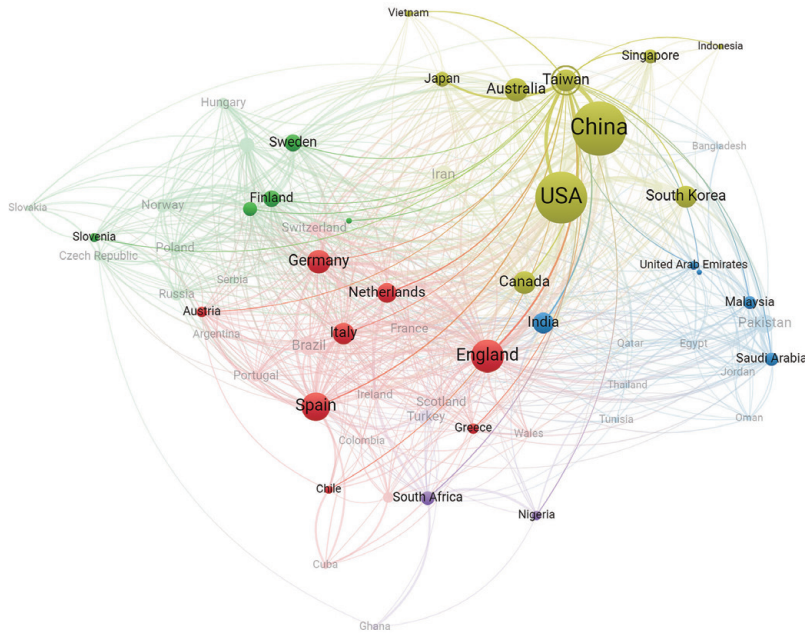 Vietnam
Indonesia
Singapore
Taiwan
Japan
Australia
Hungary
China
Sweden
Bangladesh
Iran
USA
South Korea
Finland
Norway
Slovakia
Switzerland
Slovenia
Poland
Czech Republic
Germany
United Arab Emirates
Serbia
Canada
Russia
Netherlands
Malaysia
Austria
India
Pakistan
Argentina
Italy
France
Brazil
Qatar
Egypt
England
Saudi Arabia
Jordan
Portugal
Thailand
Ireland
Scotland
Spain
Turkey
Tunisia
Oman
Greece
Wales
Colombia
Chile
South Africa
Nigeria
Cuba
Ghana